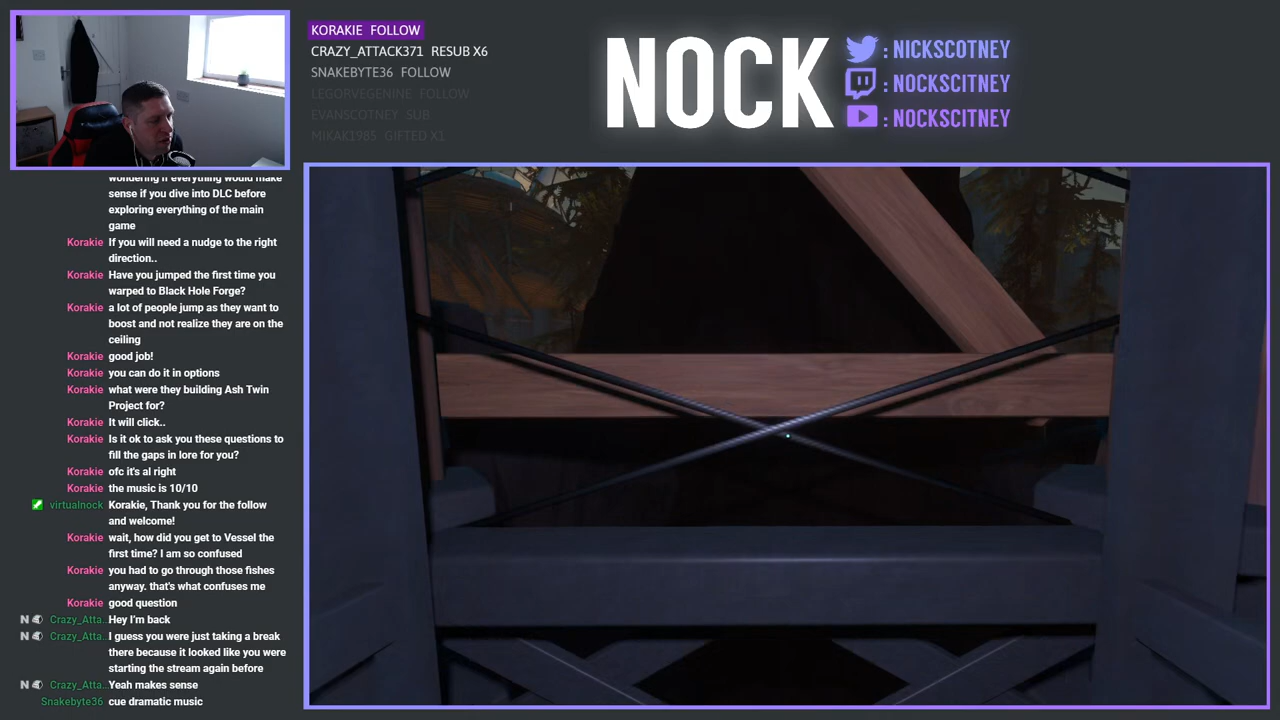 KORAKIE FOLLOW
CRAZY_ATTACK371 RESUB X6
SNAKEBYTE36 FOLLOW
LEGORVEGENINE FOLLOW
EVANSCOTNEY SUB
MIKAK1985 GIFTED X1
NOCK
: NICKSCOTNEY
: NOCKSCITNEY
: NOCKSCITNEY
wondering if everything would make
sense if you dive into DLC before
exploring everything of the main
game
Korakie If you will need a nudge to the right
direction..
Korakie Have you jumped the first time you
warped to Black Hole Forge?
Korakie a lot of people jump as they want to
boost and not realize they are on the
ceiling
Korakie good job!
Korakie you can do it in options
Korakie what were they building Ash Twin
Project for?
Korakie It will click..
Korakie Is it ok to ask you these questions to
fill the gaps in lore for you?
Korakie ofc it's al right
Korakie the music is 10/10
virtualnock Korakie, Thank you for the follow
and welcome!
Korakie wait, how did you get to Vessel the
first time? I am so confused
Korakie you had to go through those fishes
anyway. that's what confuses me
Korakie good question
N Crazy_Atta... Hey I'm back
N Crazy_Atta... I guess you were just taking a break
there because it looked like you were
starting the stream again before
N Crazy_Atta... Yeah makes sense
Snakebyte36 cue dramatic music